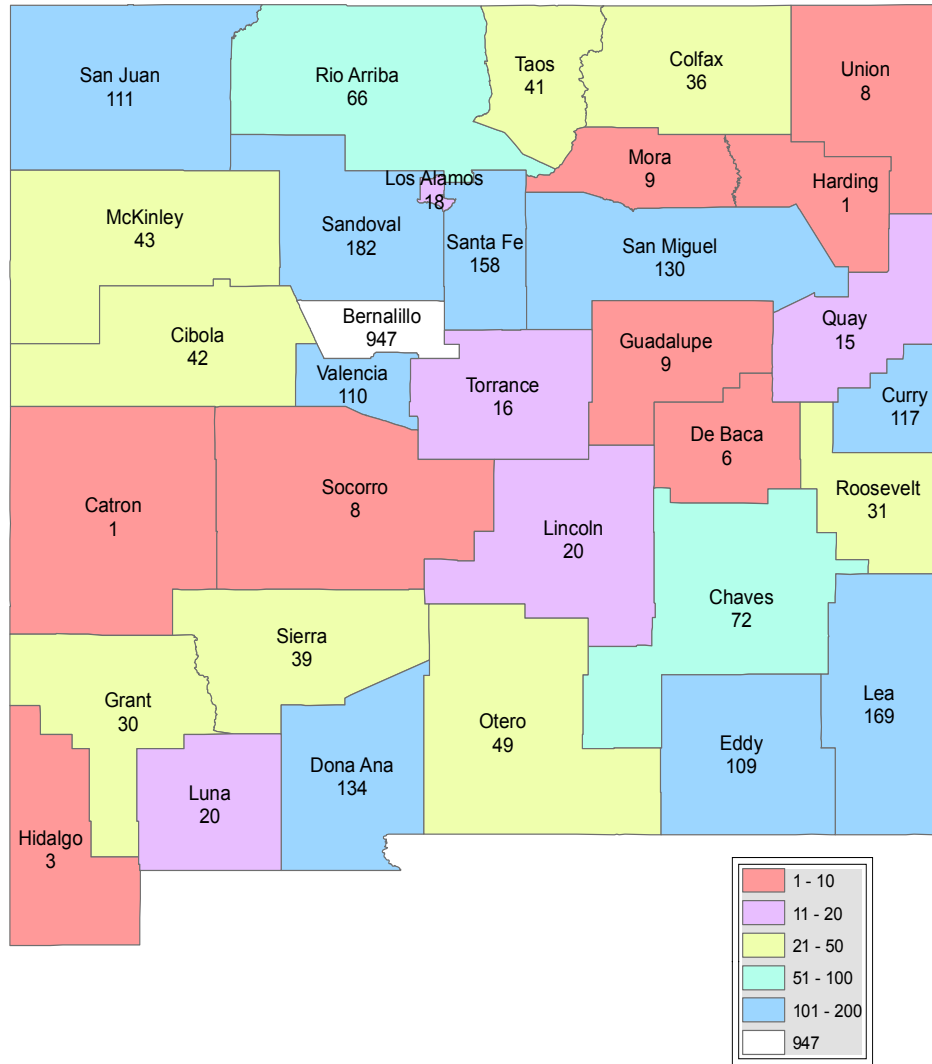 San Juan
111
Rio Arriba
66
Taos
41
Colfax
36
Union
8
Mora
9
Harding
1
Los Alamos
18
McKinley
43
Sandoval
182
Santa Fe
158
San Miguel
130
Quay
15
Bernalillo
947
Cibola
42
Guadalupe
9
Valencia
110
Torrance
16
Curry
117
De Baca
6
Roosevelt
31
Catron
1
Socorro
8
Lincoln
20
Chaves
72
Sierra
39
Grant
30
Lea
169
Otero
49
Eddy
109
Dona Ana
134
Luna
20
Hidalgo
3
1 - 10
11 - 20
21 - 50
51 - 100
101 - 200
947